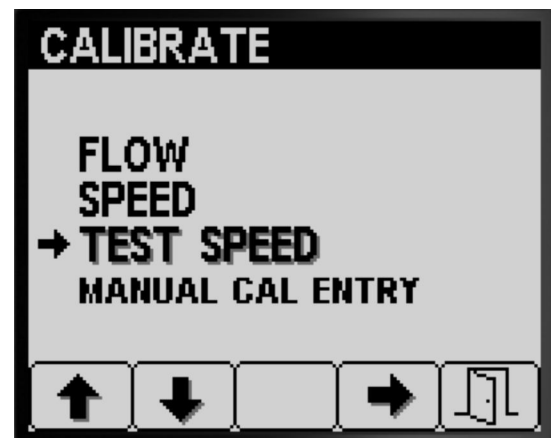 CALIBRATE
FLOW
SPEED
TEST SPEED
MANUAL CAL ENTRY